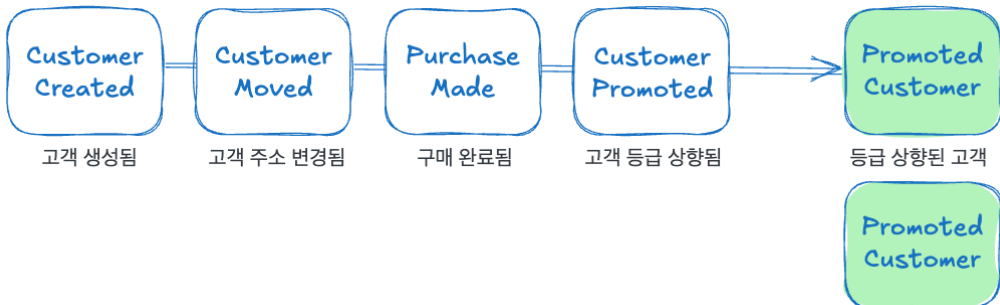 Customer
Created
Customer
Moved
Purchase
Made
Customer
Promoted
Promoted
Customer
고객 생성됨
고객 주소 변경됨
구매 완료됨
고객 등급 상향됨
등급 상향된 고객
Promoted
Customer